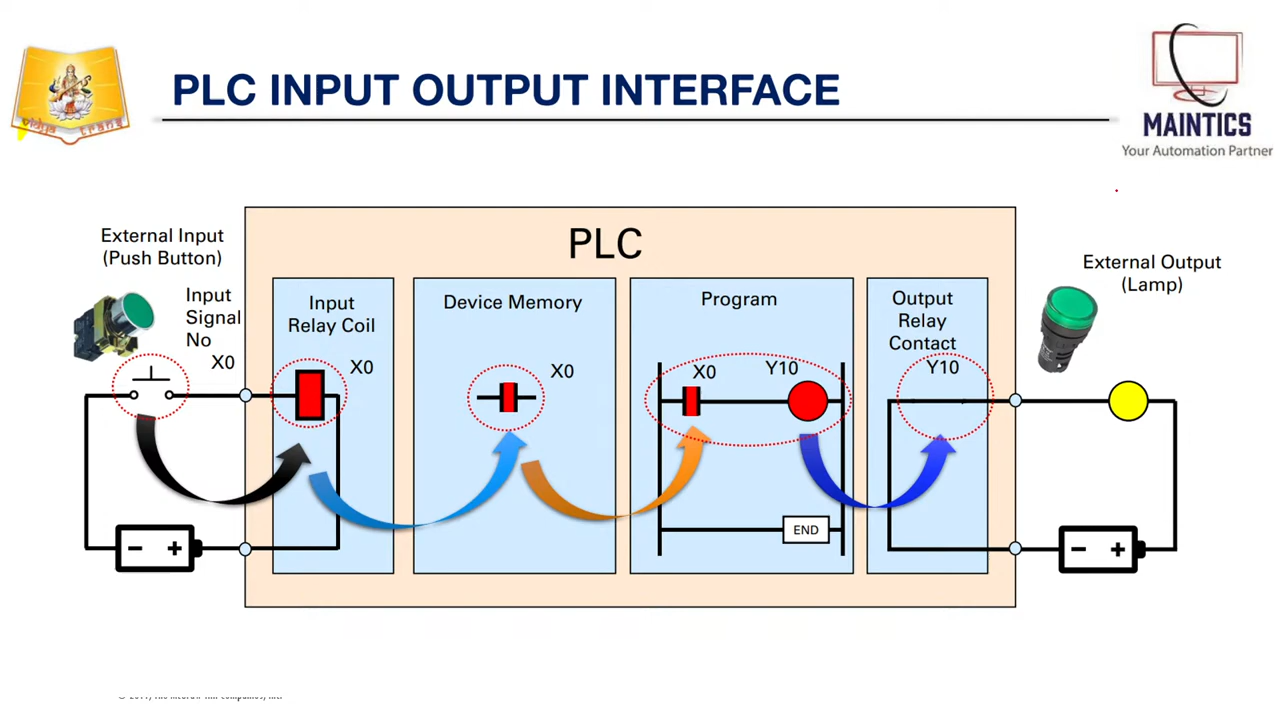 PLC INPUT OUTPUT INTERFACE
MAINTICS
Your Automation Partner
vidya
PLC
External Input
(Push Button)
Input
Signal
No
X0
Input
Relay Coil
X0
Device Memory
X0
Program
X0
Y10
END
Output
Relay
Contact
Y10
External Output
(Lamp)
- +
- +